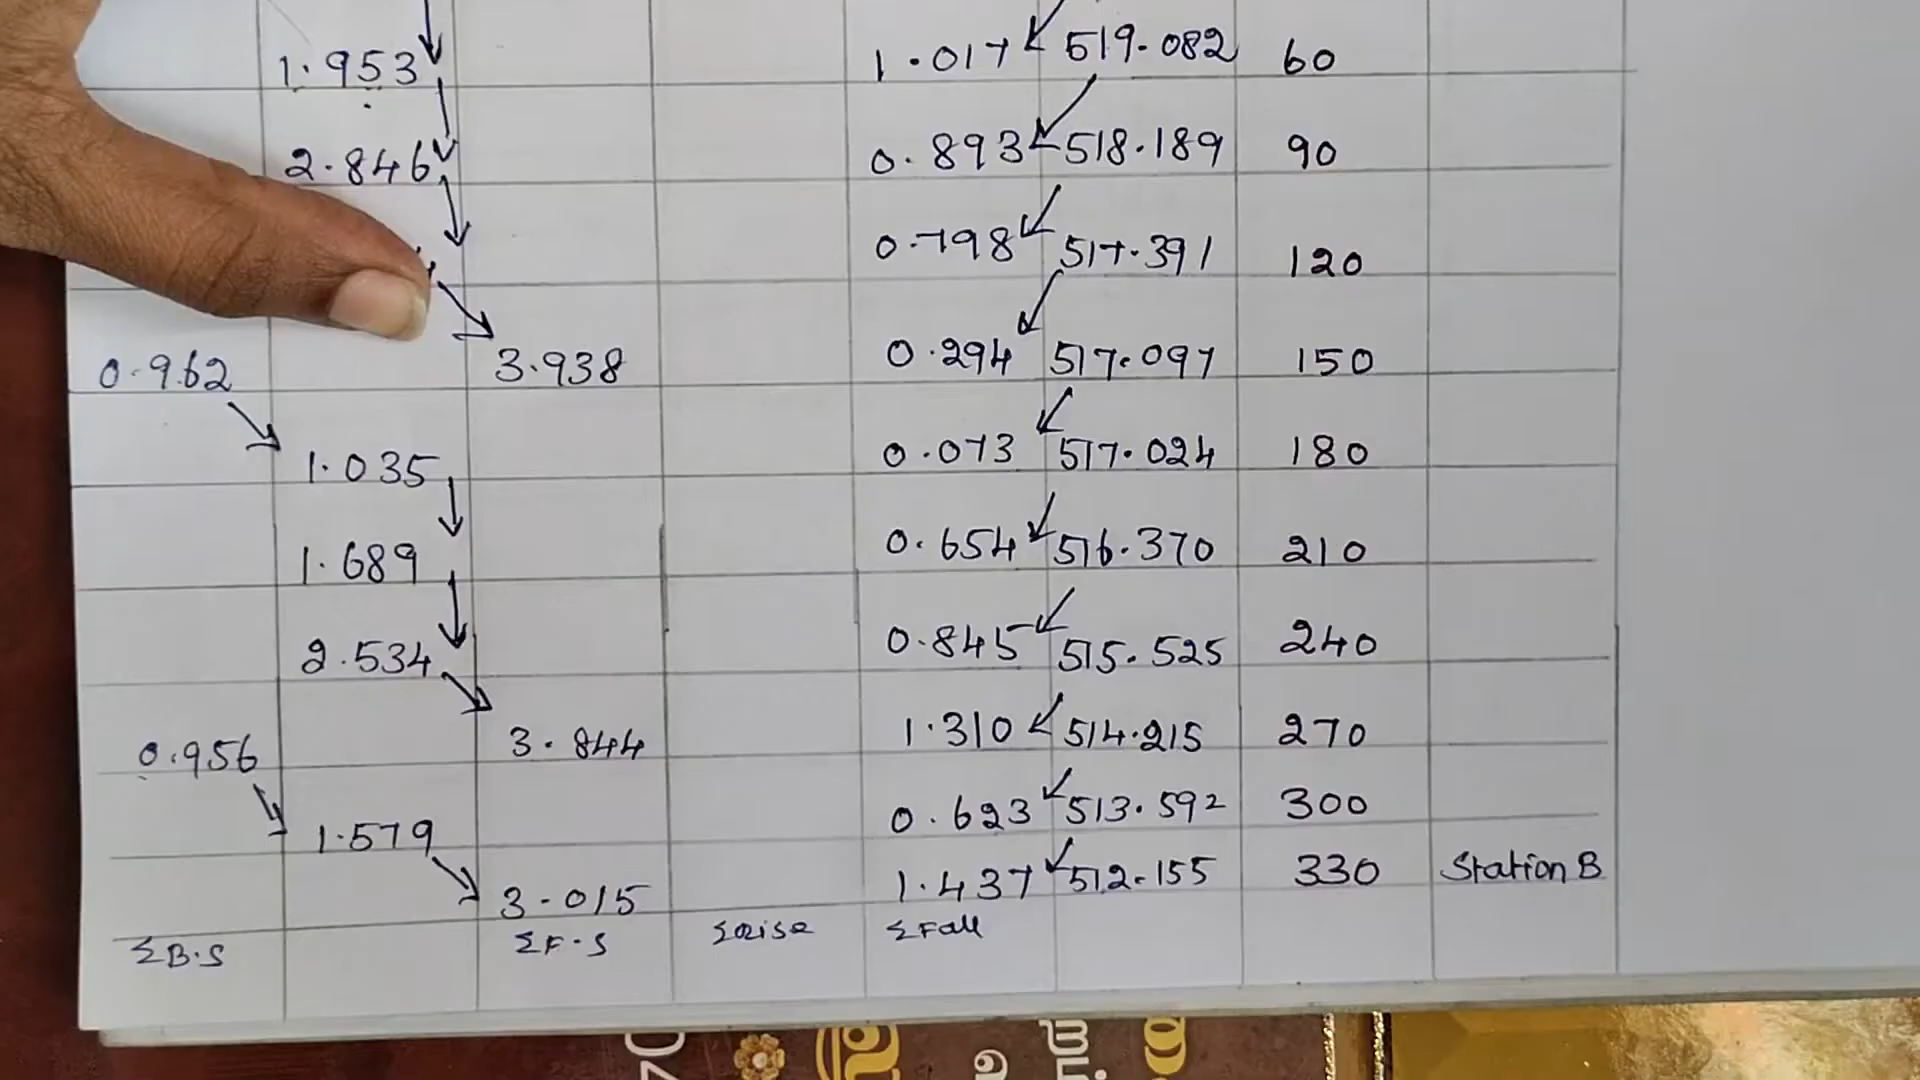 1.953 1.017 519.082 60
2.846 0.893 518.189 90
0.798 517.391 120
0.962 3.938 0.294 517.097 150
1.035 0.073 517.024 180
1.689 0.654 516.370 210
2.534 0.845 515.525 240
0.956 3.844 1.310 514.215 270
1.579 0.623 513.592 300
3.015 1.437 512.155 330 Station B
ΣB.S ΣF.S Σrise ΣFall